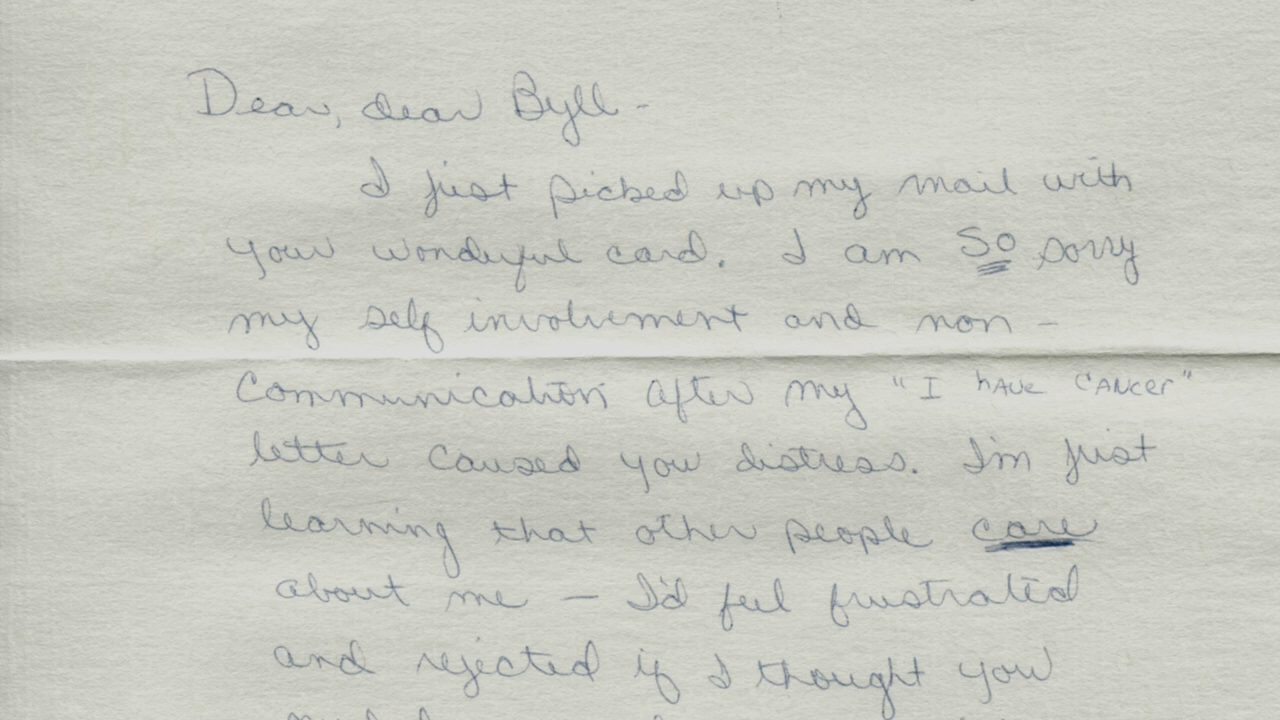 Dear, dear Byll -
I just picked up my mail with
your wonderful card. I am So sorry
my self involvement and non -
Communication after my "I hAVE CANcer"
letter caused you distress. I'm just
learning that other people care
about me — I'd feel frustrated
and rejected if I thought you